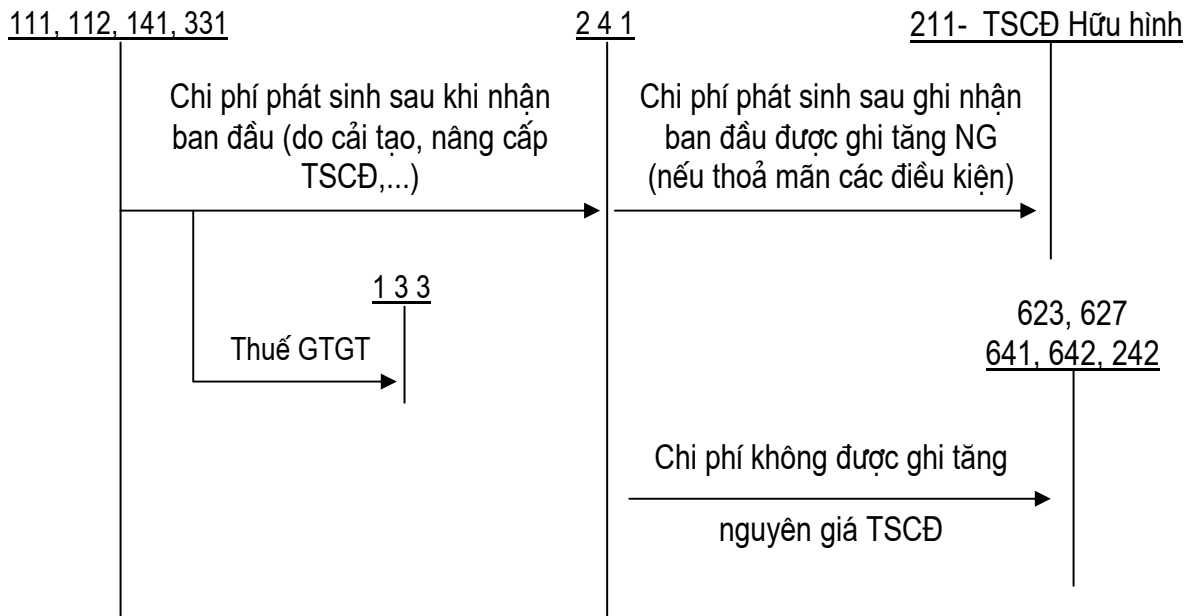 111, 112, 141, 331
2 4 1
211- TSCĐ Hữu hình
Chi phí phát sinh sau khi nhận
ban đầu (do cải tạo, nâng cấp
TSCĐ,...)
Chi phí phát sinh sau ghi nhận
ban đầu được ghi tăng NG
(nếu thoả mãn các điều kiện)
1 3 3
Thuế GTGT
623, 627
641, 642, 242
Chi phí không được ghi tăng
nguyên giá TSCĐ